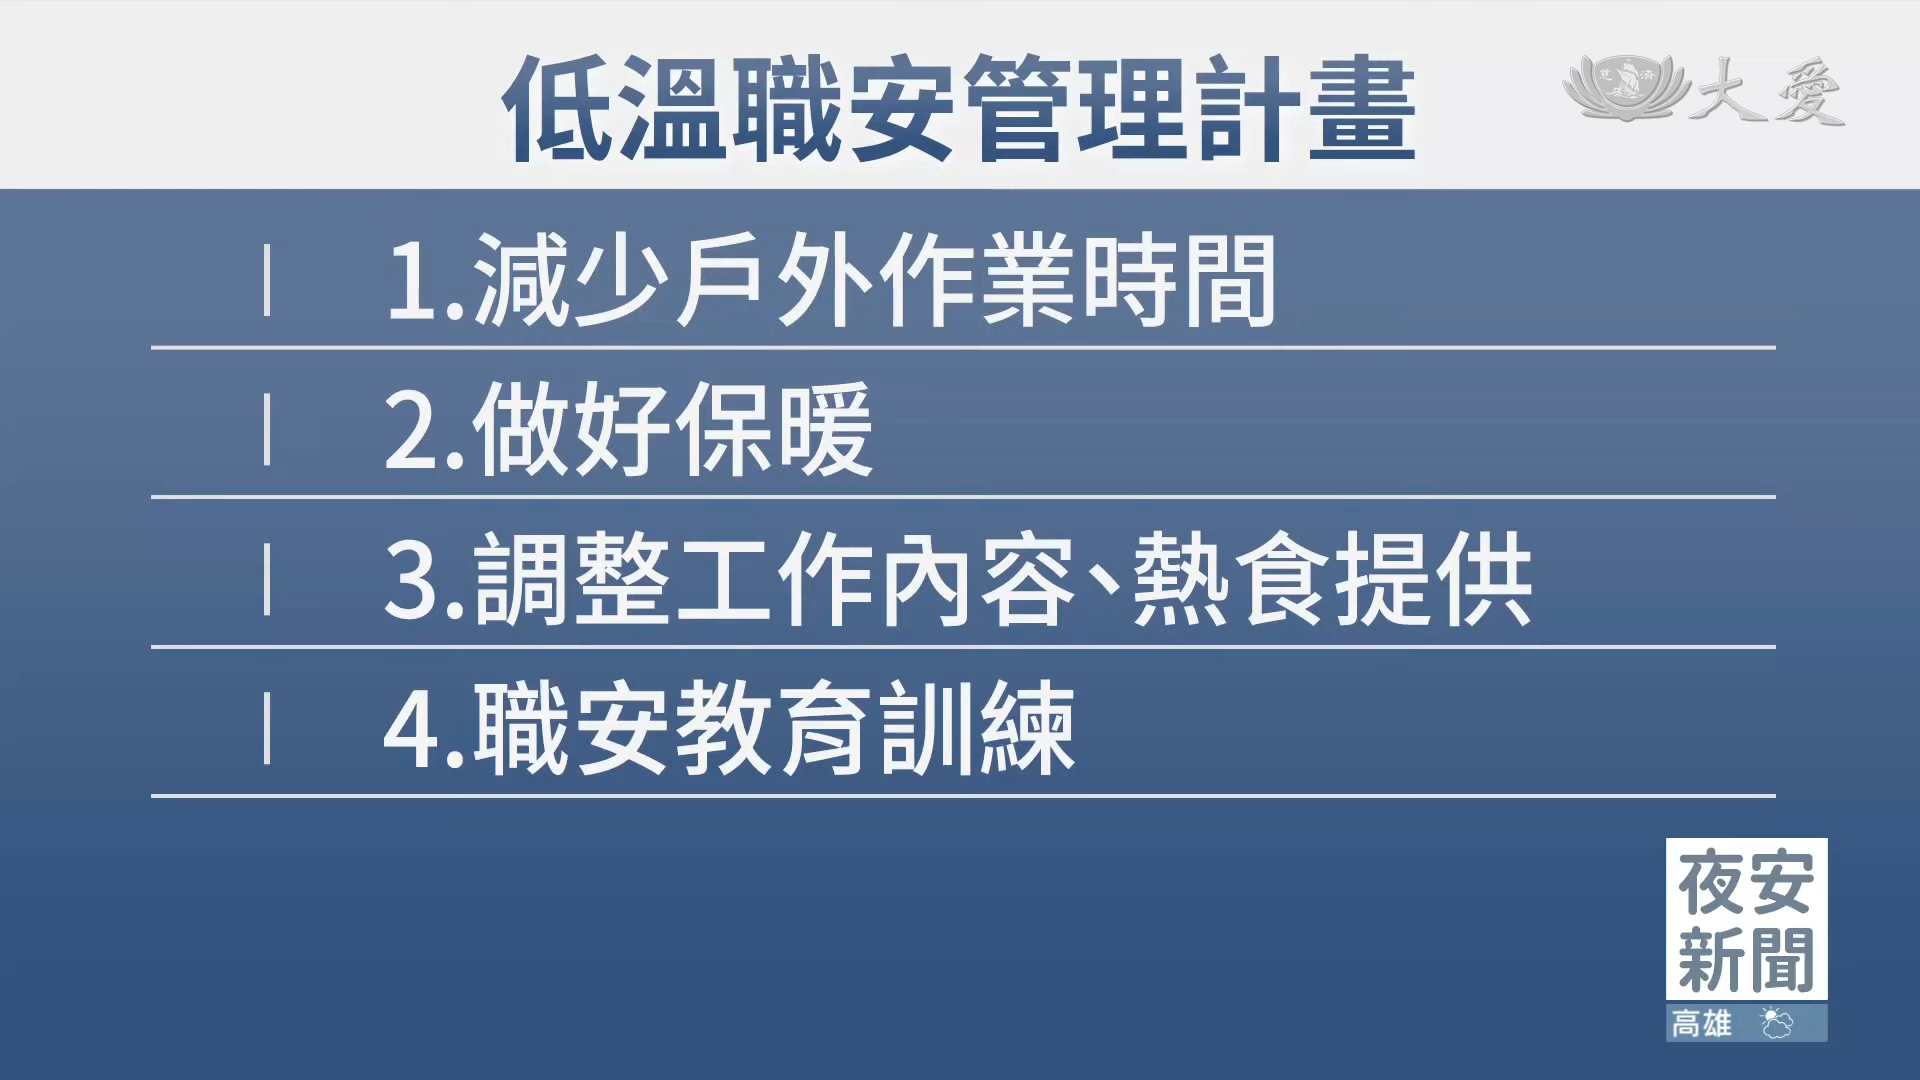 低溫職安管理計畫
慈濟
大愛
1.減少戶外作業時間
2.做好保暖
3.調整工作內容、熱食提供
4.職安教育訓練
夜安
新聞
高雄